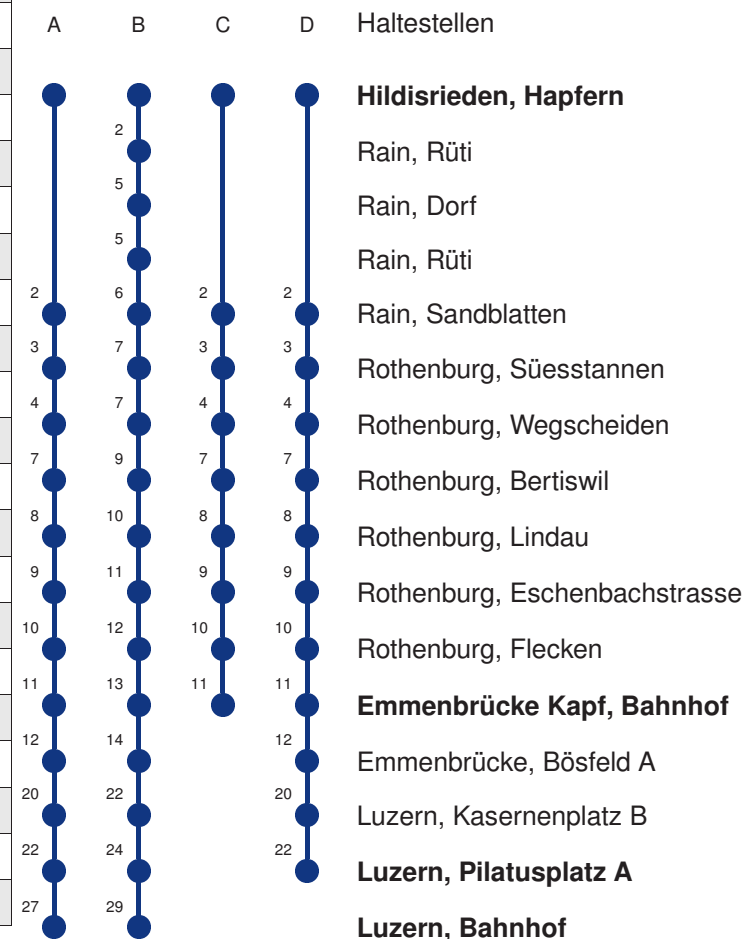 A B C D Haltestellen
Hildisrieden, Hapfern
2 Rain, Rüti
5 Rain, Dorf
5 Rain, Rüti
2 6 2 2 Rain, Sandblatten
3 7 3 3 Rothenburg, Süesstannen
4 7 4 4 Rothenburg, Wegscheiden
7 9 7 7 Rothenburg, Bertiswil
8 10 8 8 Rothenburg, Lindau
9 11 9 9 Rothenburg, Eschenbachstrasse
10 12 10 10 Rothenburg, Flecken
11 13 11 11 Emmenbrücke Kapf, Bahnhof
12 14 12 Emmenbrücke, Bösfeld A
20 22 20 Luzern, Kasernenplatz B
22 24 22 Luzern, Pilatusplatz A
27 29 Luzern, Bahnhof